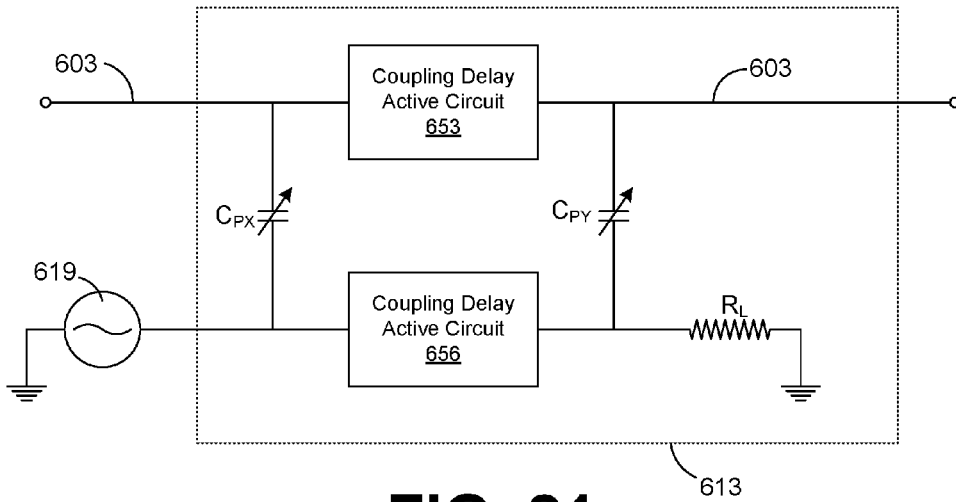 603
Coupling Delay
Active Circuit
653
603
C_PX
C_PY
619
Coupling Delay
Active Circuit
656
R_L
613